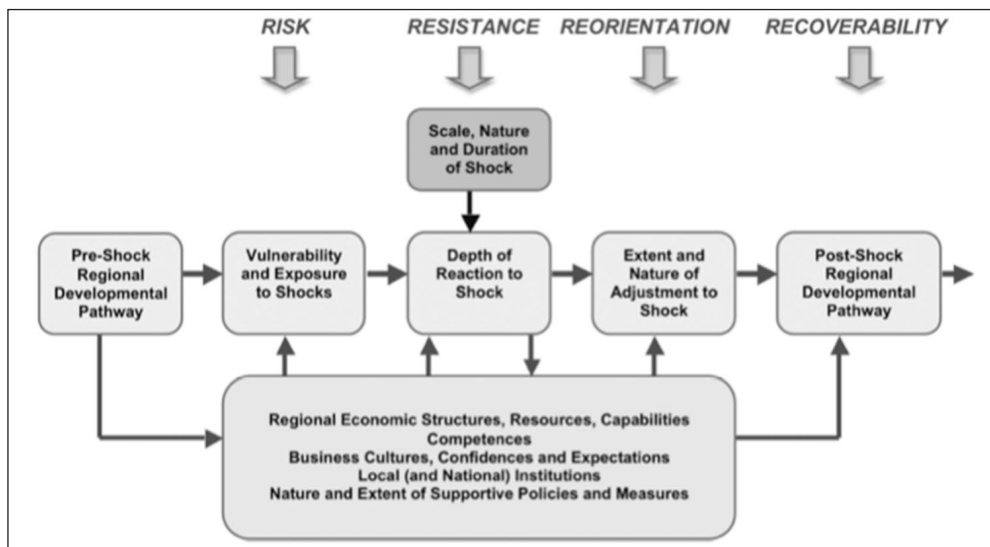 RISK
RESISTANCE
REORIENTATION
RECOVERABILITY
Scale, Nature
and Duration
of Shock
Pre-Shock
Regional
Developmental
Pathway
Vulnerability
and Exposure
to Shocks
Depth of
Reaction to
Shock
Extent and
Nature of
Adjustment to
Shock
Post-Shock
Regional
Developmental
Pathway
Regional Economic Structures, Resources, Capabilities
Competences
Business Cultures, Confidences and Expectations
Local (and National) Institutions
Nature and Extent of Supportive Policies and Measures